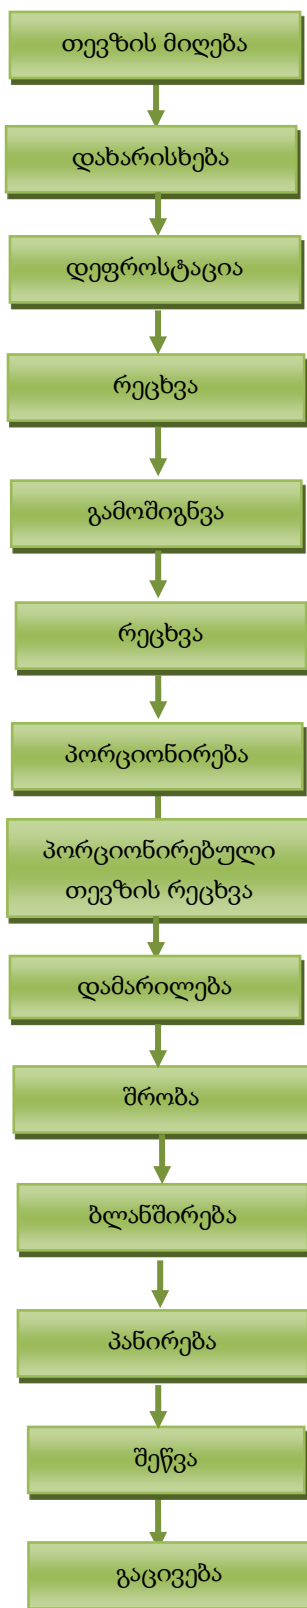 თევზის მიღება
დახარისხება
დეფროსტაცია
რეცხვა
გამოშიგნვა
რეცხვა
პორციონირება
პორციონირებული
თევზის რეცხვა
დამარილება
შრობა
ბლანშირება
პანირება
შეწვა
გაცივება